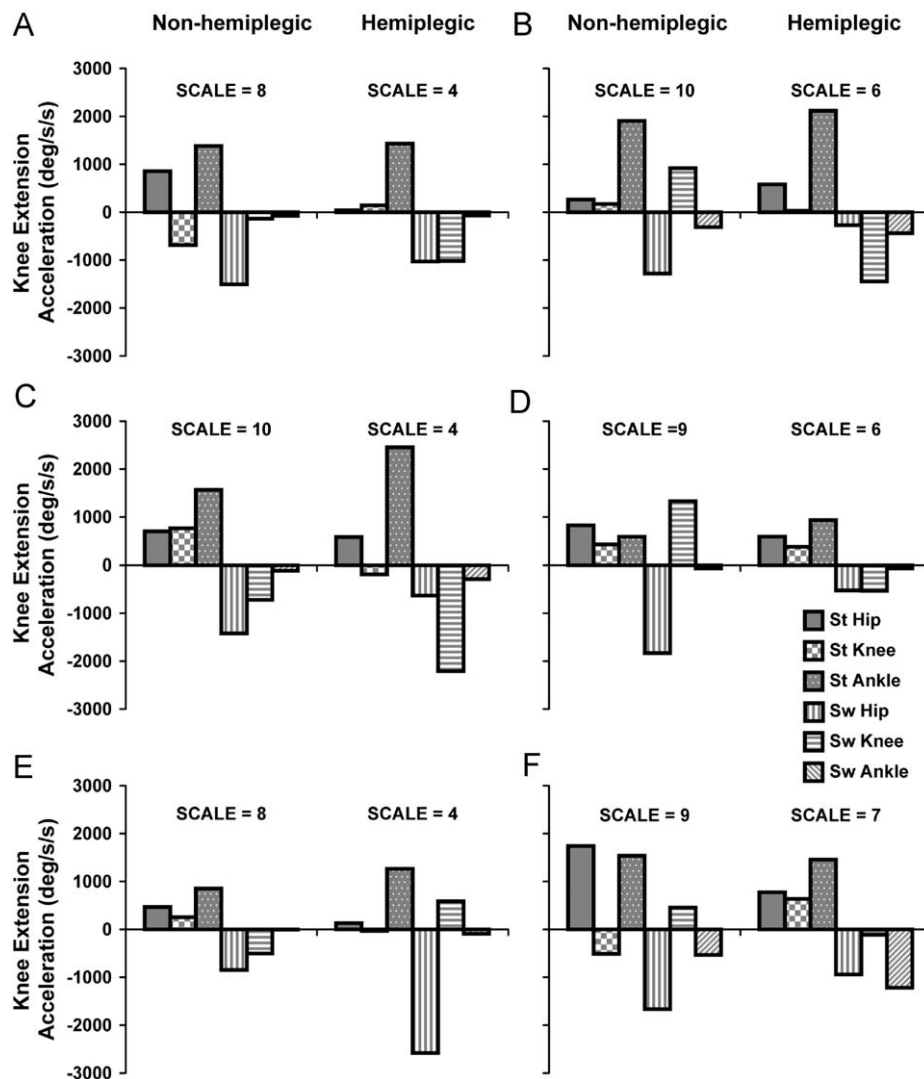 A
Non-hemiplegic Hemiplegic
B
Non-hemiplegic Hemiplegic
Knee Extension
Acceleration (deg/s/s)
3000
2000
1000
0
-1000
-2000
-3000
SCALE = 8
SCALE = 4
SCALE = 10
SCALE = 6
C
Knee Extension
Acceleration (deg/s/s)
3000
2000
1000
0
-1000
-2000
-3000
SCALE = 10
SCALE = 4
D
SCALE =9
SCALE = 6
St Hip
St Knee
St Ankle
Sw Hip
Sw Knee
Sw Ankle
E
Knee Extension
Acceleration (deg/s/s)
3000
2000
1000
0
-1000
-2000
-3000
SCALE = 8
SCALE = 4
F
SCALE = 9
SCALE = 7